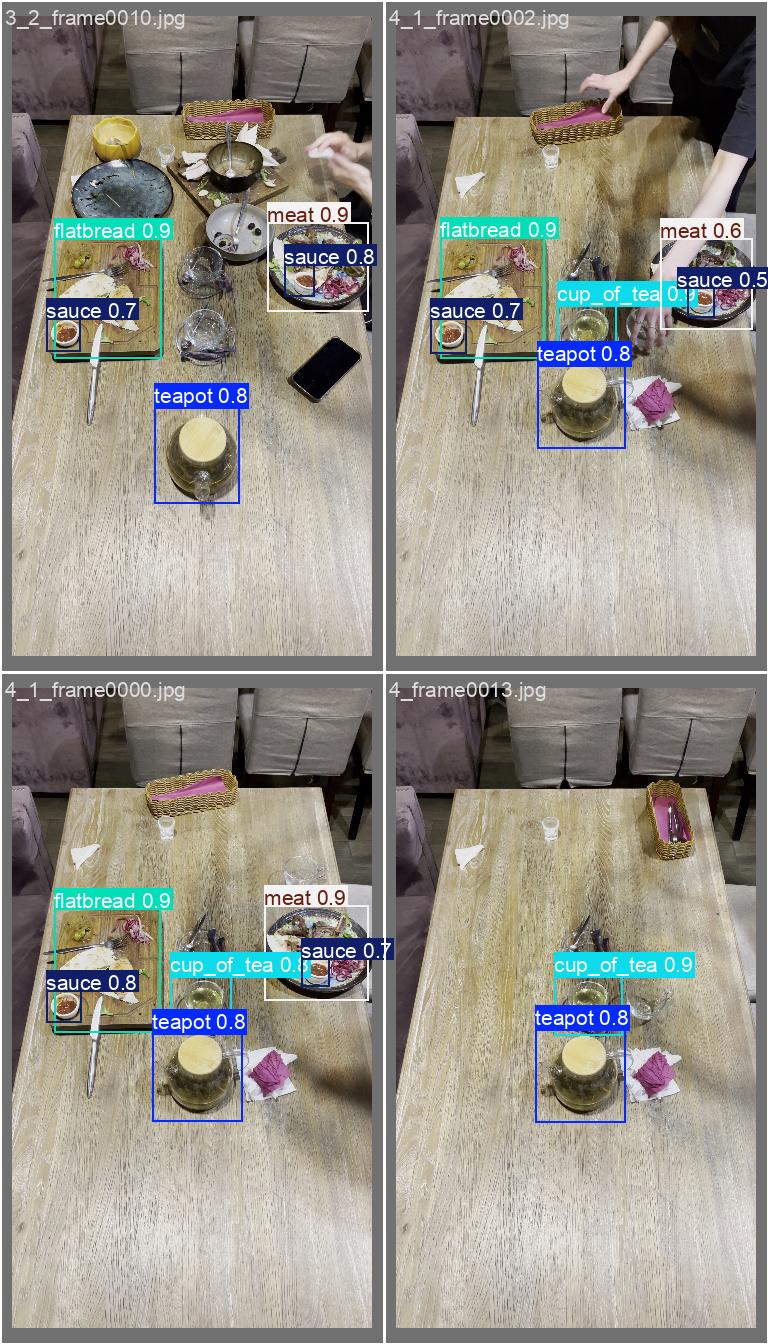 3_2_frame0010.jpg
meat 0.9
flatbread 0.9
sauce 0.8
sauce 0.7
teapot 0.8
4_1_frame0002.jpg
flatbread 0.9
meat 0.6
sauce 0.5
cup_of_tea 0.9
sauce 0.7
teapot 0.8
4_1_frame0000.jpg
flatbread 0.9
meat 0.9
sauce 0.7
cup_of_tea 0.8
sauce 0.8
teapot 0.8
4_frame0013.jpg
cup_of_tea 0.9
teapot 0.8